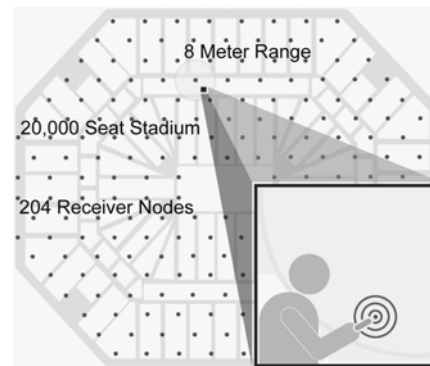 8 Meter Range
20,000 Seat Stadium
204 Receiver Nodes